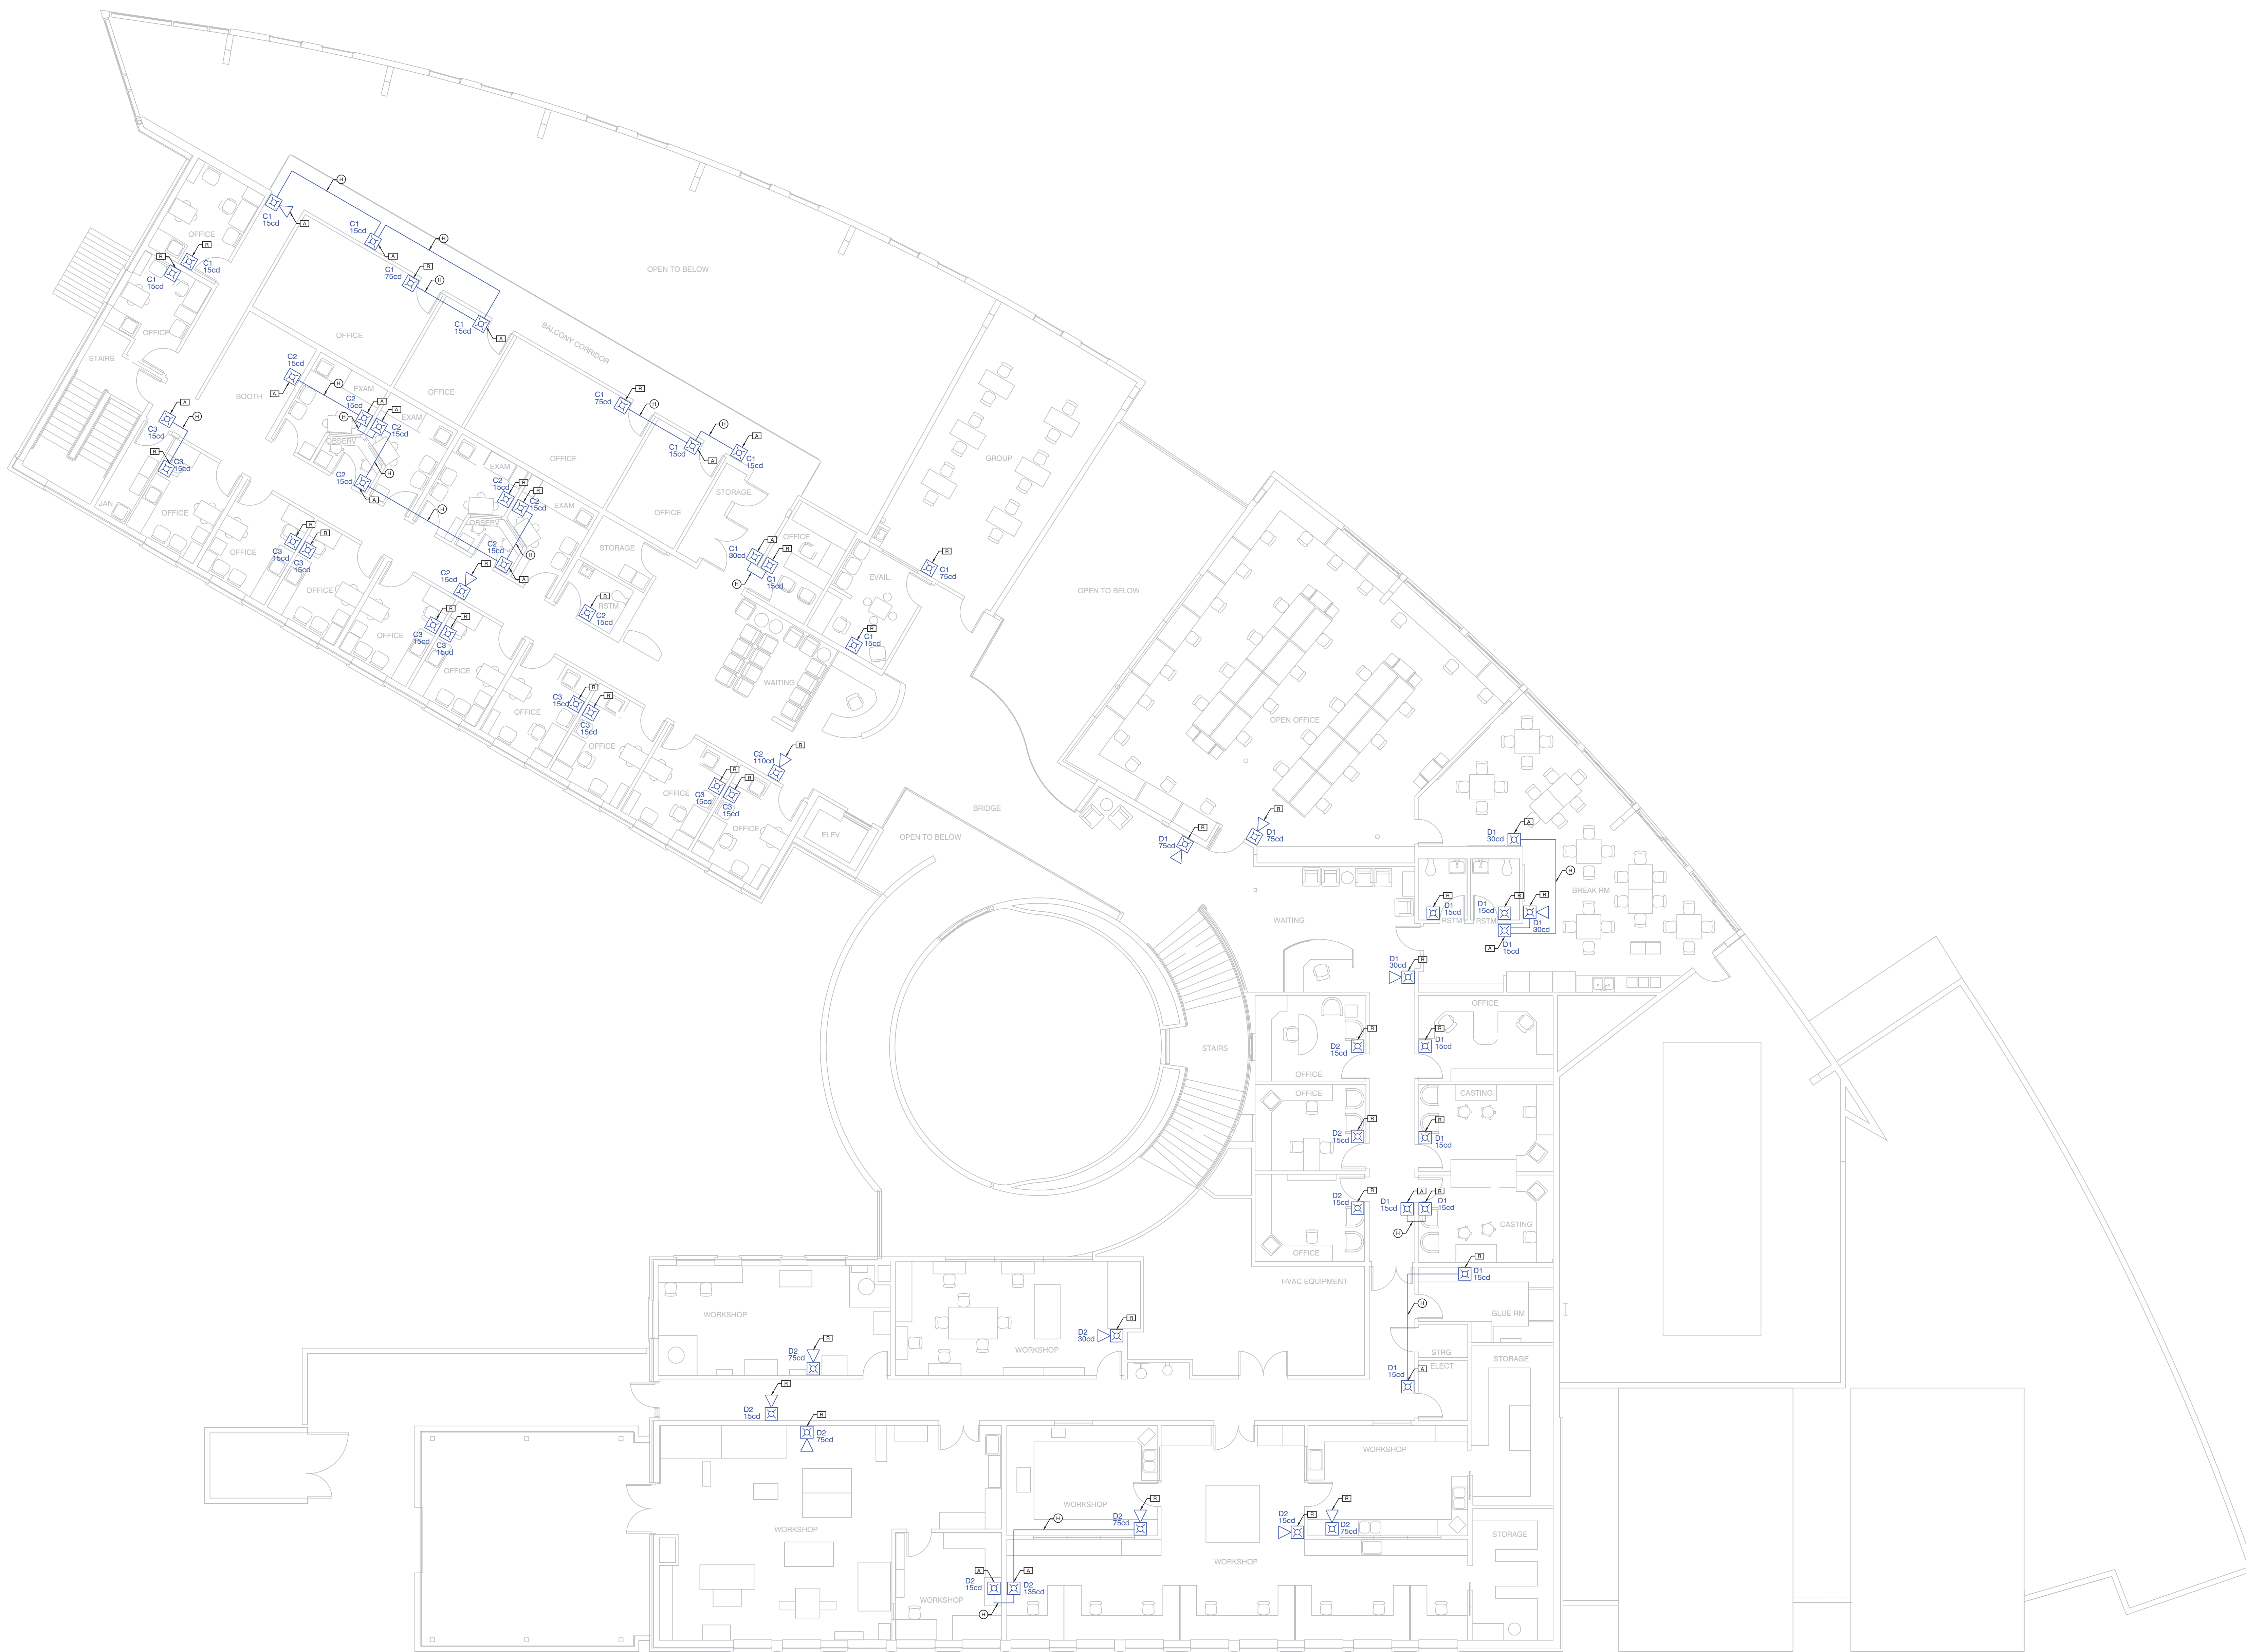 H
C1
15cd
A
OFFICE
R
C1
15cd
R
C1
15cd
C1
15cd
A
H
C1
75cd
R
H
C1
15cd
A
OPEN TO BELOW
BALCONY CORRIDOR
OFFICE
OFFICE
STAIRS
OFFICE
C2
15cd
A
H
BOOTH
EXAM
C2
15cd
A
A
C2
15cd
H
EXAM
OBSERV
H
C2
15cd
A
H
C3
15cd
A
H
R
C3
15cd
JAN
OFFICE
OFFICE
C1
75cd
R
H
H
C1
15cd
A
A
C1
15cd
OFFICE
OFFICE
STORAGE
EXAM
C2
15cd
R
R
C2
15cd
EXAM
OBSERV
H
C2
15cd
A
OFFICE
R
R
C3
15cd
C3
15cd
OFFICE
R
C2
15cd
STORAGE
R
RSTM
C2
15cd
C1
30cd
A
R
C1
15cd
H
OFFICE
EVAIL.
R
C1
75cd
R
C1
15cd
GROUP
OPEN TO BELOW
R
R
C3
15cd
C3
15cd
OFFICE
OFFICE
WAITING
R
R
C3
15cd
C3
15cd
OFFICE
OFFICE
C2
110cd
R
R
R
C3
15cd
C3
15cd
OFFICE
OFFICE
ELEV
OPEN TO BELOW
BRIDGE
OPEN OFFICE
D1
75cd
R
R
D1
75cd
D1
30cd
A
H
BREAK RM
R
D1
15cd
RSTM
D1
15cd
R
RSTM
R
D1
30cd
A
D1
15cd
WAITING
D1
30cd
R
OFFICE
STAIRS
R
D2
15cd
OFFICE
R
D1
15cd
OFFICE
R
D2
15cd
CASTING
R
D1
15cd
R
D2
15cd
OFFICE
D1
15cd
A
R
D1
15cd
H
CASTING
HVAC EQUIPMENT
R
D1
15cd
H
GLUE RM
WORKSHOP
D2
75cd
R
D2
30cd
R
WORKSHOP
STRG
STORAGE
ELECT
D1
15cd
A
D2
15cd
R
R
D2
75cd
WORKSHOP
WORKSHOP
H
D2
75cd
R
D2
15cd
R
R
D2
75cd
STORAGE
WORKSHOP
WORKSHOP
A
D2
15cd
A
D2
135cd
H
WORKSHOP